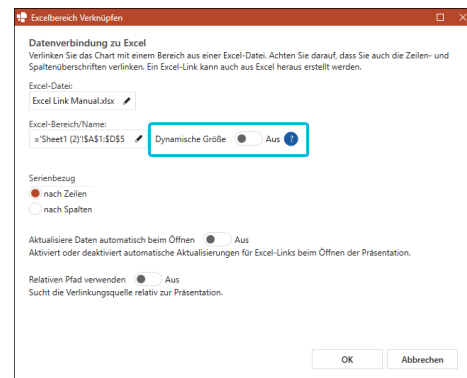 Excelbereich Verknüpfen
Datenverbindung zu Excel
Verlinken Sie das Chart mit einem Bereich aus einer Excel-Datei. Achten Sie darauf, dass Sie auch die Zeilen- und
Spaltenüberschriften verlinken. Ein Excel-Link kann auch aus Excel heraus erstellt werden.
Excel-Datei:
Excel Link Manual.xlsx
Excel-Bereich/Name:
='Sheet1 (2)'!$A$1:$D$5 Dynamische Größe Aus ?
Serienbezug
nach Zeilen
nach Spalten
Aktualisiere Daten automatisch beim Öffnen Aus
Aktiviert oder deaktiviert automatische Aktualisierungen für Excel-Links beim Öffnen der Präsentation.
Relativen Pfad verwenden Aus
Sucht die Verlinkungsquelle relativ zur Präsentation.
OK Abbrechen